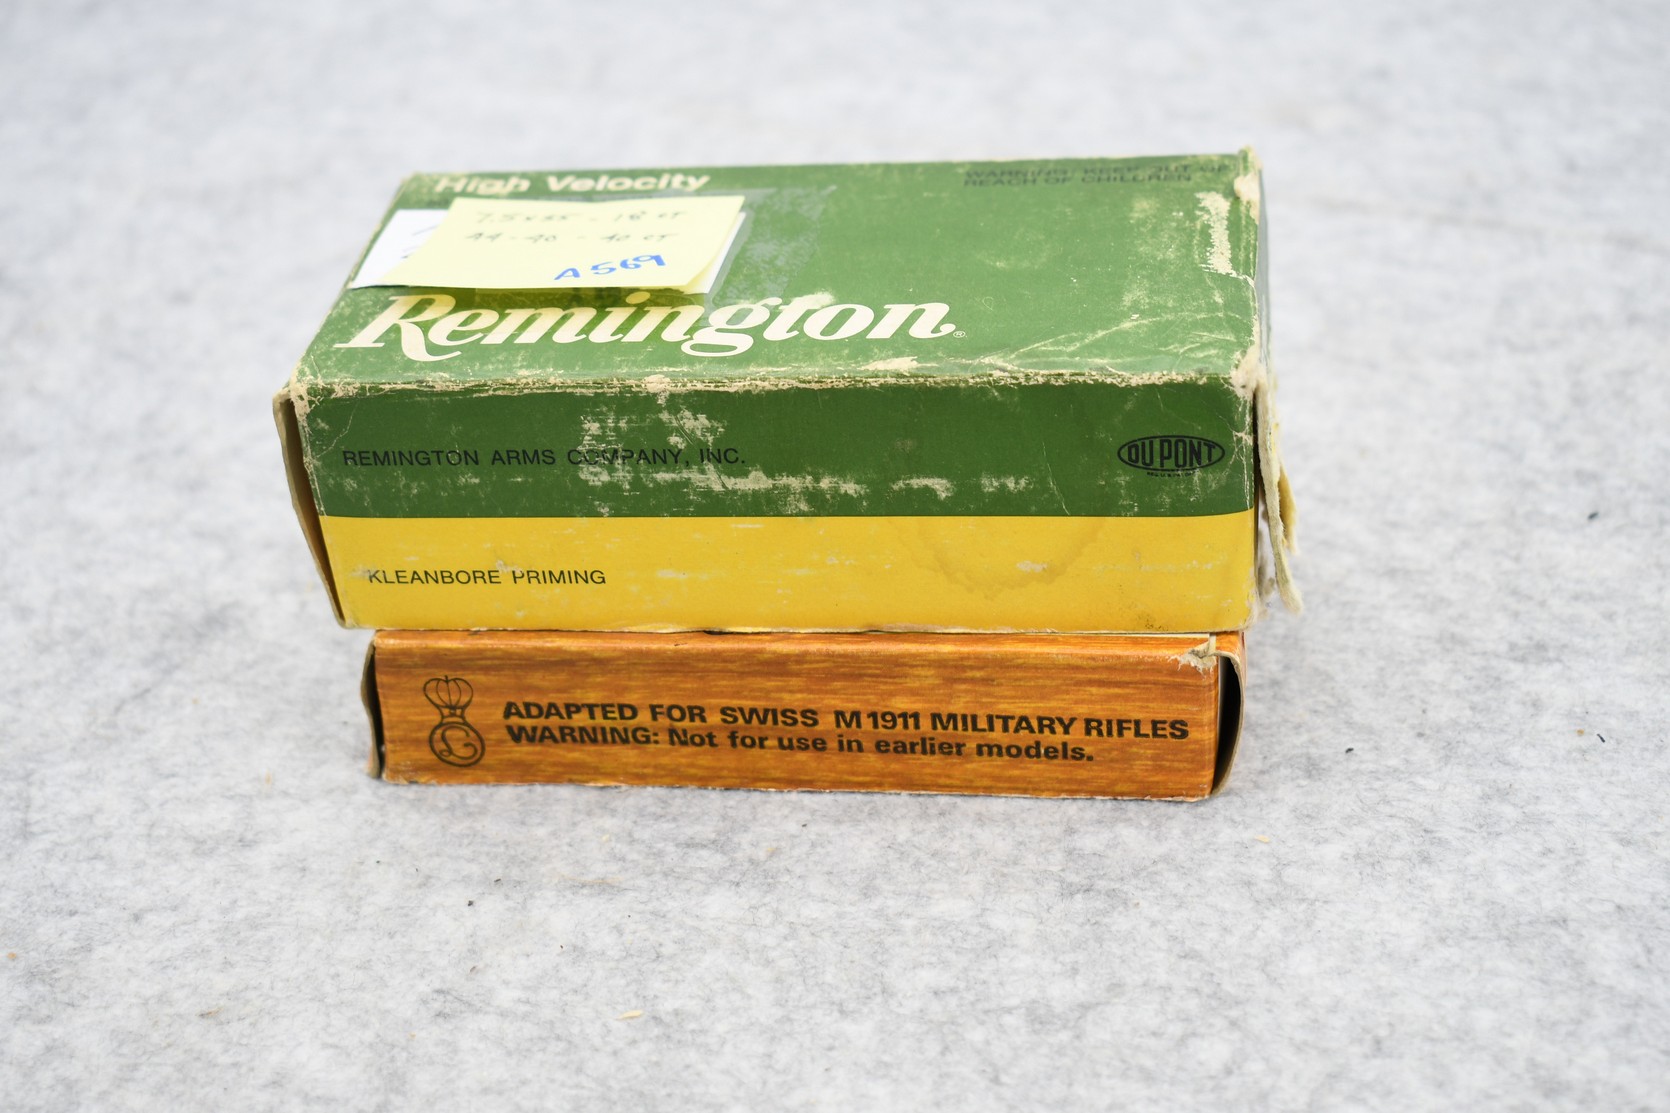 High Velocity
WARNING: KEEP OUT OF
REACH OF CHILDREN
7.5x55 - 18 CT
44-40 - 40 CT
A569
Remington®
REMINGTON ARMS COMPANY, INC.
DU PONT
KLEANBORE PRIMING
ADAPTED FOR SWISS M1911 MILITARY RIFLES
WARNING: Not for use in earlier models.